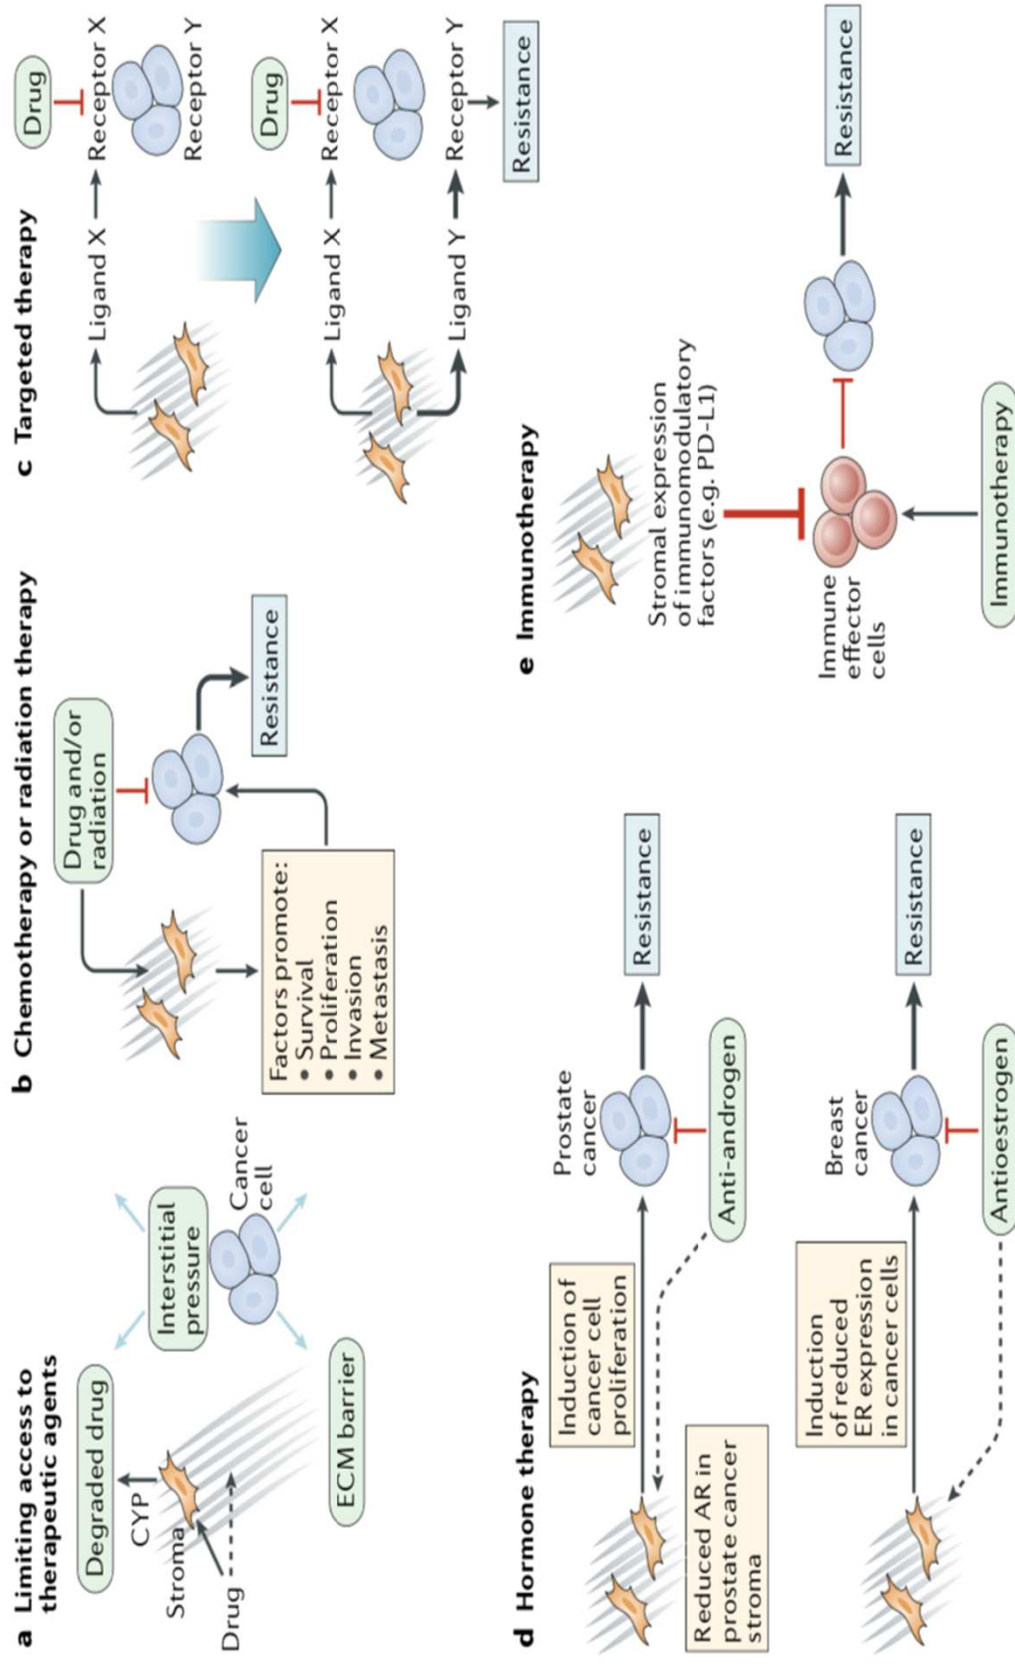 a Limiting access to
therapeutic agents
Degraded drug
CYP
Stroma
Drug
Interstitial
pressure
Cancer
cell
ECM barrier
b Chemotherapy or radiation therapy
Drug and/or
radiation
Factors promote:
• Survival
• Proliferation
• Invasion
• Metastasis
Resistance
c Targeted therapy
Drug
Ligand X
Receptor X
Receptor Y
Drug
Ligand X
Receptor X
Ligand Y
Receptor Y
Resistance
d Hormone therapy
Induction of
cancer cell
proliferation
Prostate
cancer
Resistance
Reduced AR in
prostate cancer
stroma
Anti-androgen
Induction
of reduced
ER expression
in cancer cells
Breast
cancer
Resistance
Antioestrogen
e Immunotherapy
Stromal expression
of immunomodulatory
factors (e.g. PD-L1)
Immune
effector
cells
Resistance
Immunotherapy